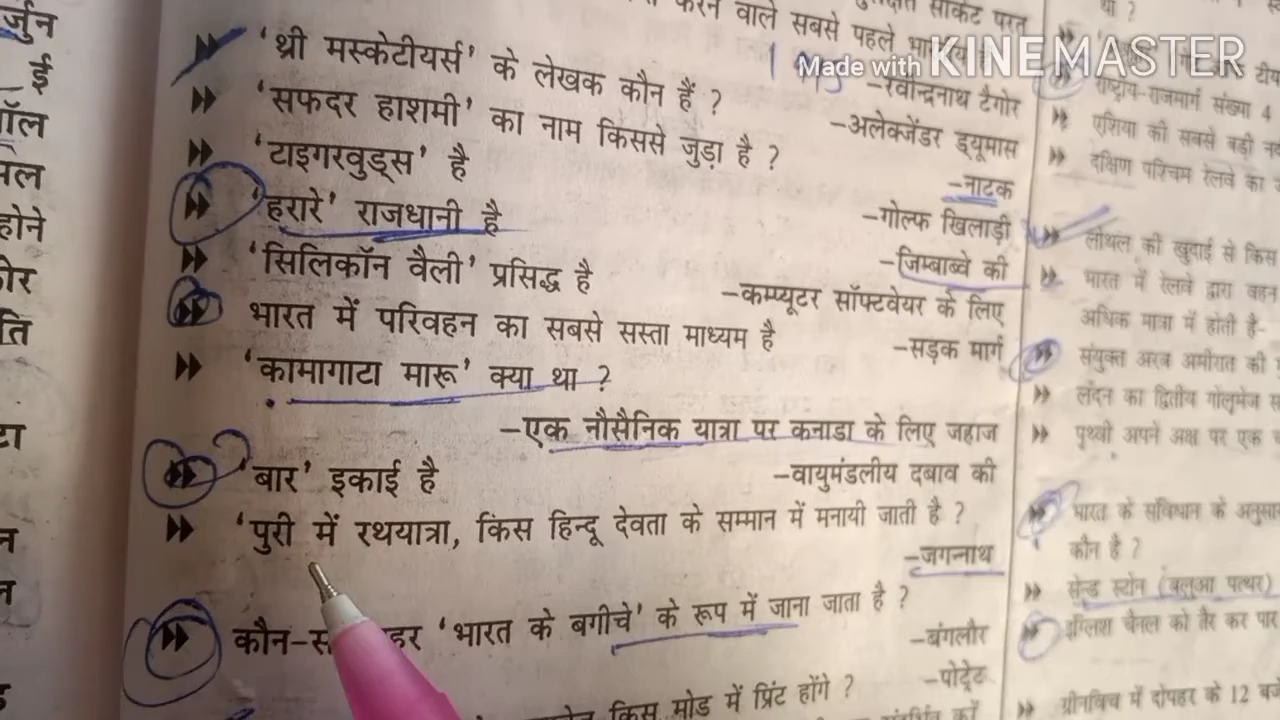 करने वाले सबसे पहले
Made with KINEMASTER
-रवीन्द्रनाथ टैगोर
'थ्री मस्केटीयर्स' के लेखक कौन हैं ?
-अलेक्जेंडर ड्यूमास
'सफदर हाशमी' का नाम किससे जुड़ा है ?
-नाटक
'टाइगरवुड्स' है
-गोल्फ खिलाड़ी
'हरारे' राजधानी है
-जिम्बाब्वे की
'सिलिकॉन वैली' प्रसिद्ध है
-कम्प्यूटर सॉफ्टवेयर के लिए
भारत में परिवहन का सबसे सस्ता माध्यम है
-सड़क मार्ग
'कामागाटा मारू' क्या था ?
-एक नौसैनिक यात्रा पर कनाडा के लिए जहाज
'बार' इकाई है
-वायुमंडलीय दबाव की
'पुरी में रथयात्रा, किंस हिन्दू देवता के सम्मान में मनायी जाती है ?
-जगन्नाथ
कौन-स 'भारत के बगीचे' के रूप में जाना जाता है ?
-बंगलौर
-पोट्रेट
किस मोड में प्रिंट होंगे ?
र्जुन
ई
होने
ति
था ?
राष्ट्रीय-राजमार्ग संख्या 4
एशिया की सबसे बड़ी
दक्षिण पश्चिम रेलवे का
लोथल की खुदाई से किस
भारत में रेलवे द्वारा वहन
अधिक मात्रा में होती है-
संयुक्त अरब अमीरात की
लंदन का द्वितीय गोलमेज
पृथ्वी अपने अक्ष पर एक
भारत के संविधान के अनुसार
कौन है ?
सेन्ड स्टोन (बलुआ पत्थर)
इंग्लिश चैनल को तैर कर पार
ग्रीनविच में दोपहर के 12